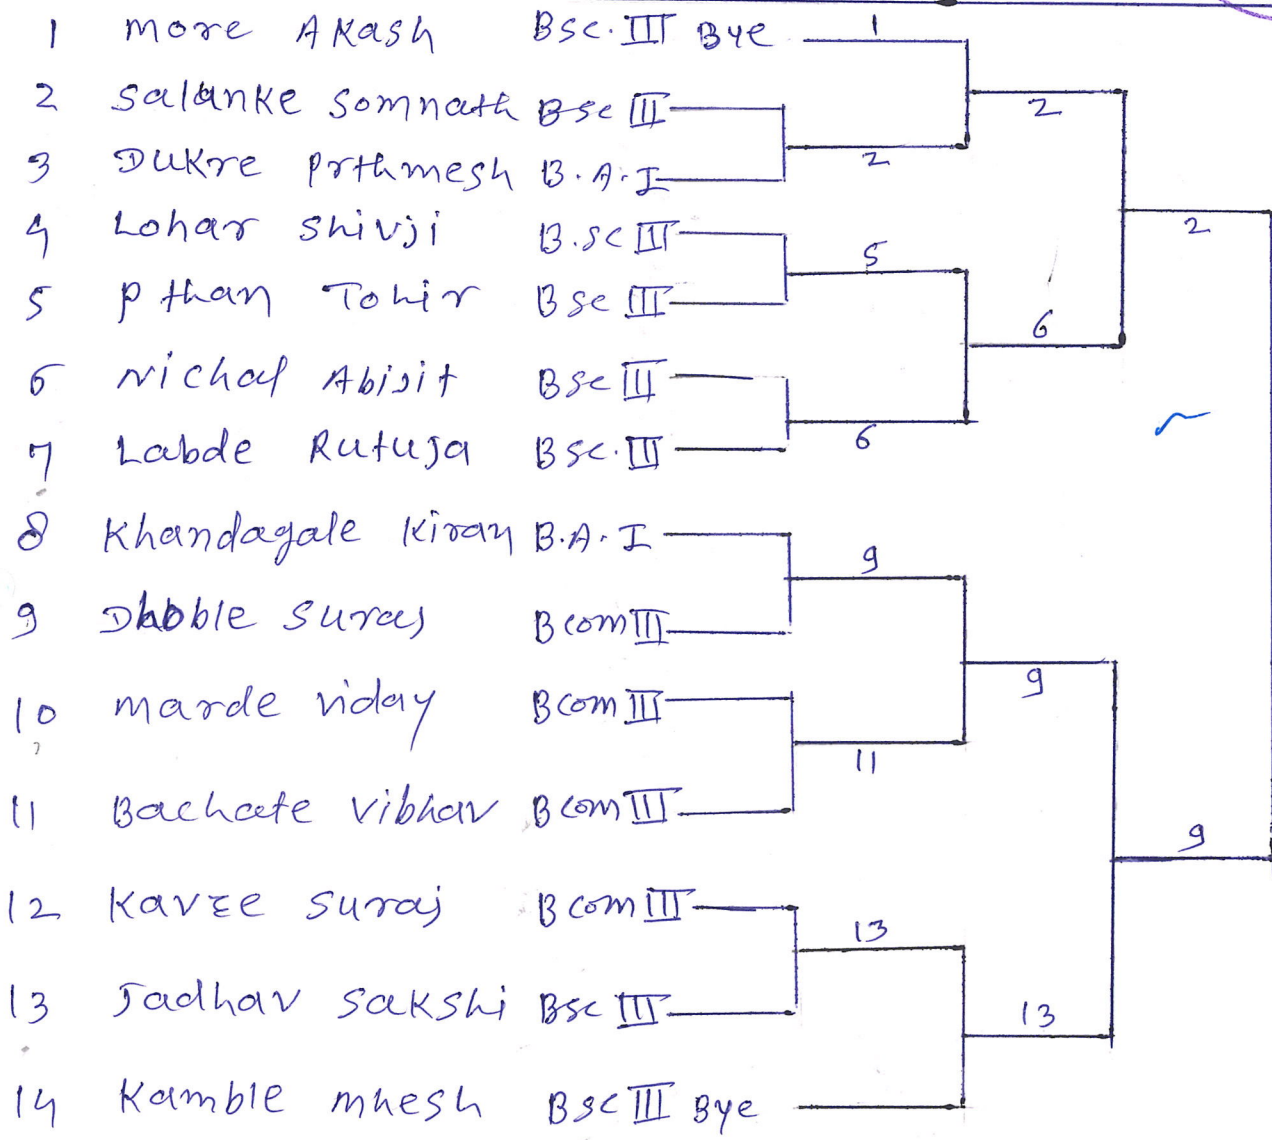 1 More Akash Bsc. III Bye 1
2 Salunke Somnath Bsc III 2
2
3 Dukre Prthmesh B.A. I
4 Lohar Shivji B.sc III 2
5
5 Pthan Tohir Bsc III
6
6 Nichal Abijit Bsc III
6
7 Labde Rutuja Bsc. III
8 Khandagale Kiran B.A. I
9
9 Suraj Bcom III
9
10 Marde Bcom III
11
11 Bachate Vibhav Bcom III
9
12 Suraj Bcom III
13
13 Jadhav Sakshi Bsc III 13
14 Kamble Mhesh Bsc III Bye